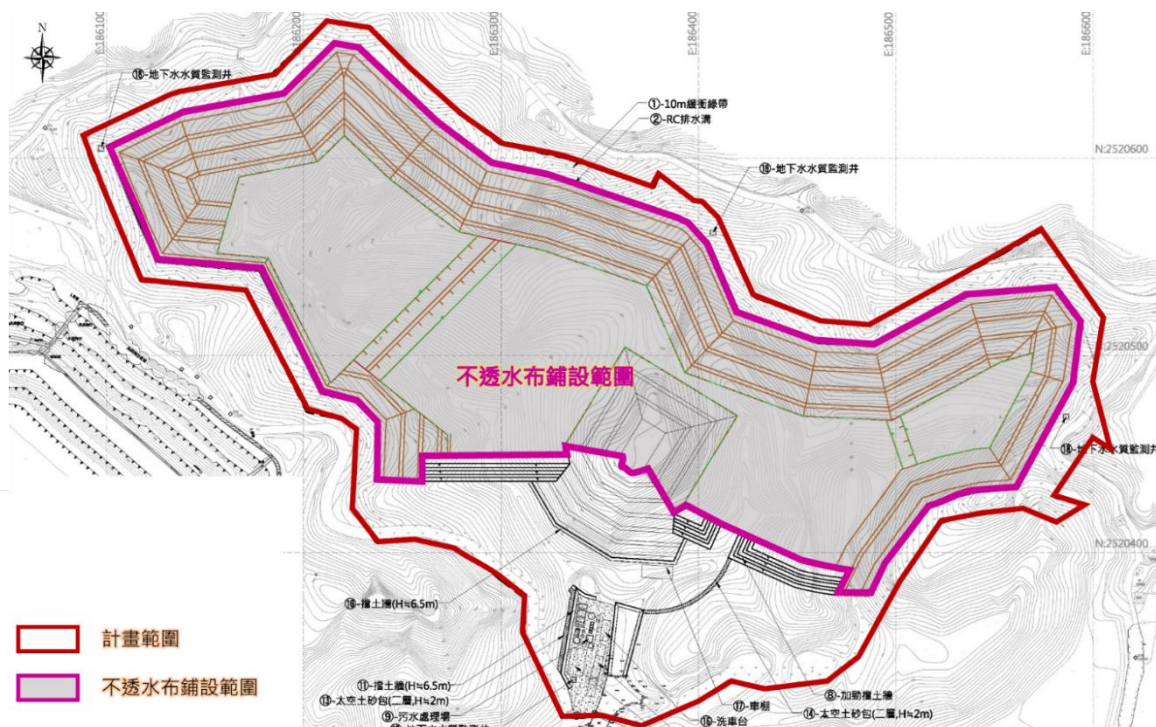 E:186100
E:186200
E:186300
E:186400
E:186500
E:186600
N
⑱-地下水水質監測井
①-10m緩衝綠帶
②-RC排水溝
N:2520600
⑱-地下水水質監測井
N:2520500
不透水布鋪設範圍
⑱-地下水水質監測井
N:2520400
⑩-擋土牆(H≒6.5m)
計畫範圍
不透水布鋪設範圍
⑪-擋土牆(H≒6.5m)
⑬-太空土砂包(二層,H≒2m)
⑨-污水處理場
⑰-車棚
⑯-洗車台
⑧-加勁擋土牆
⑭-太空土砂包(二層,H≒2m)